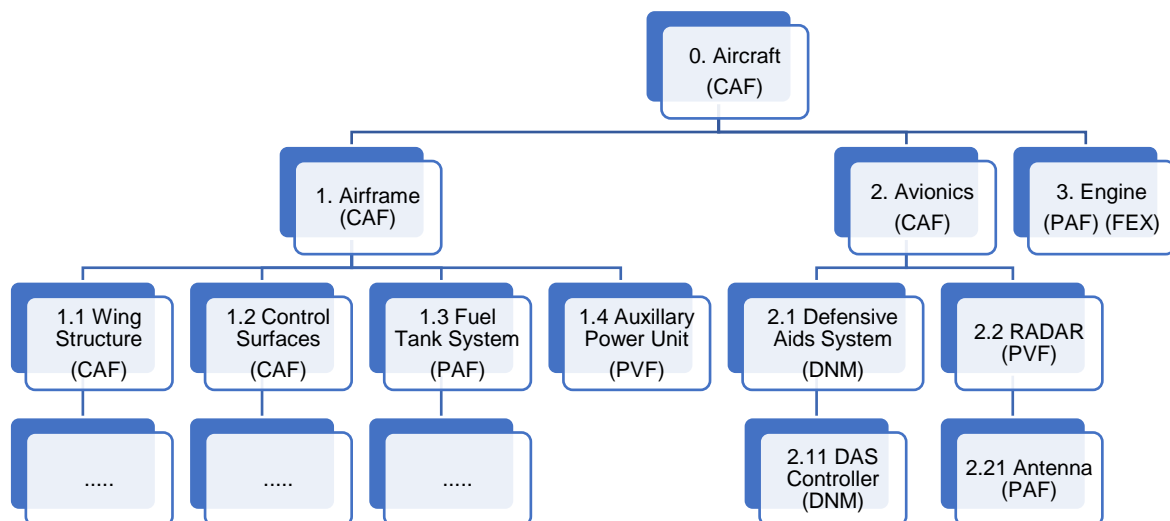 0. Aircraft
(CAF)
1. Airframe
(CAF)
2. Avionics
(CAF)
3. Engine
(PAF) (FEX)
1.1 Wing
Structure
(CAF)
1.2 Control
Surfaces
(CAF)
1.3 Fuel
Tank System
(PAF)
1.4 Auxillary
Power Unit
(PVF)
2.1 Defensive
Aids System
(DNM)
2.2 RADAR
(PVF)
.....
.....
.....
2.11 DAS
Controller
(DNM)
2.21 Antenna
(PAF)